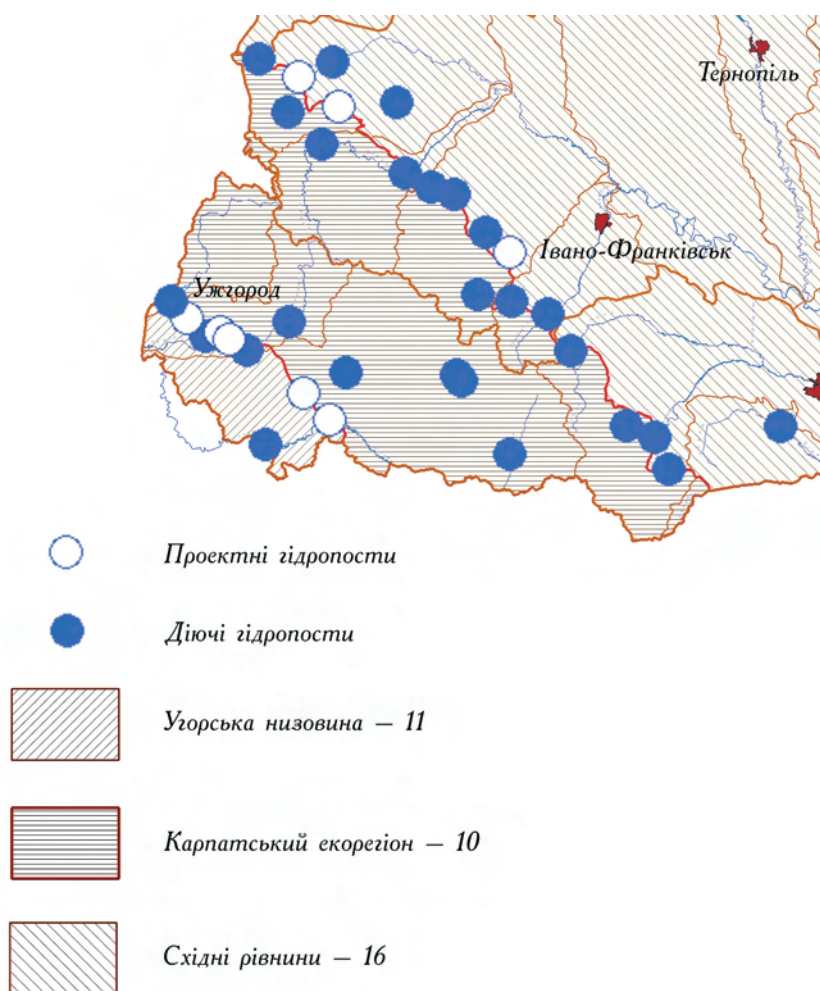 Тернопіль
Івано-Франківськ
Ужгород
Проектні гідропости
Діючі гідропости
Угорська низовина – 11
Карпатський екорегіон – 10
Східні рівнини – 16